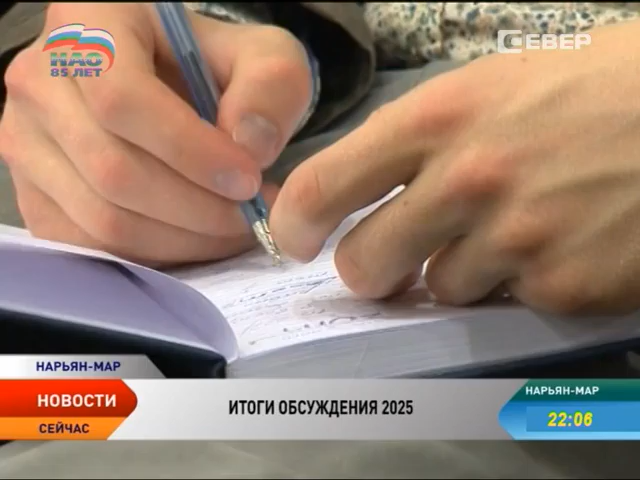 НАО
85 ЛЕТ
СЕВЕР
НАРЬЯН-МАР
НОВОСТИ
СЕЙЧАС
ИТОГИ ОБСУЖДЕНИЯ 2025
НАРЬЯН-МАР
22:06